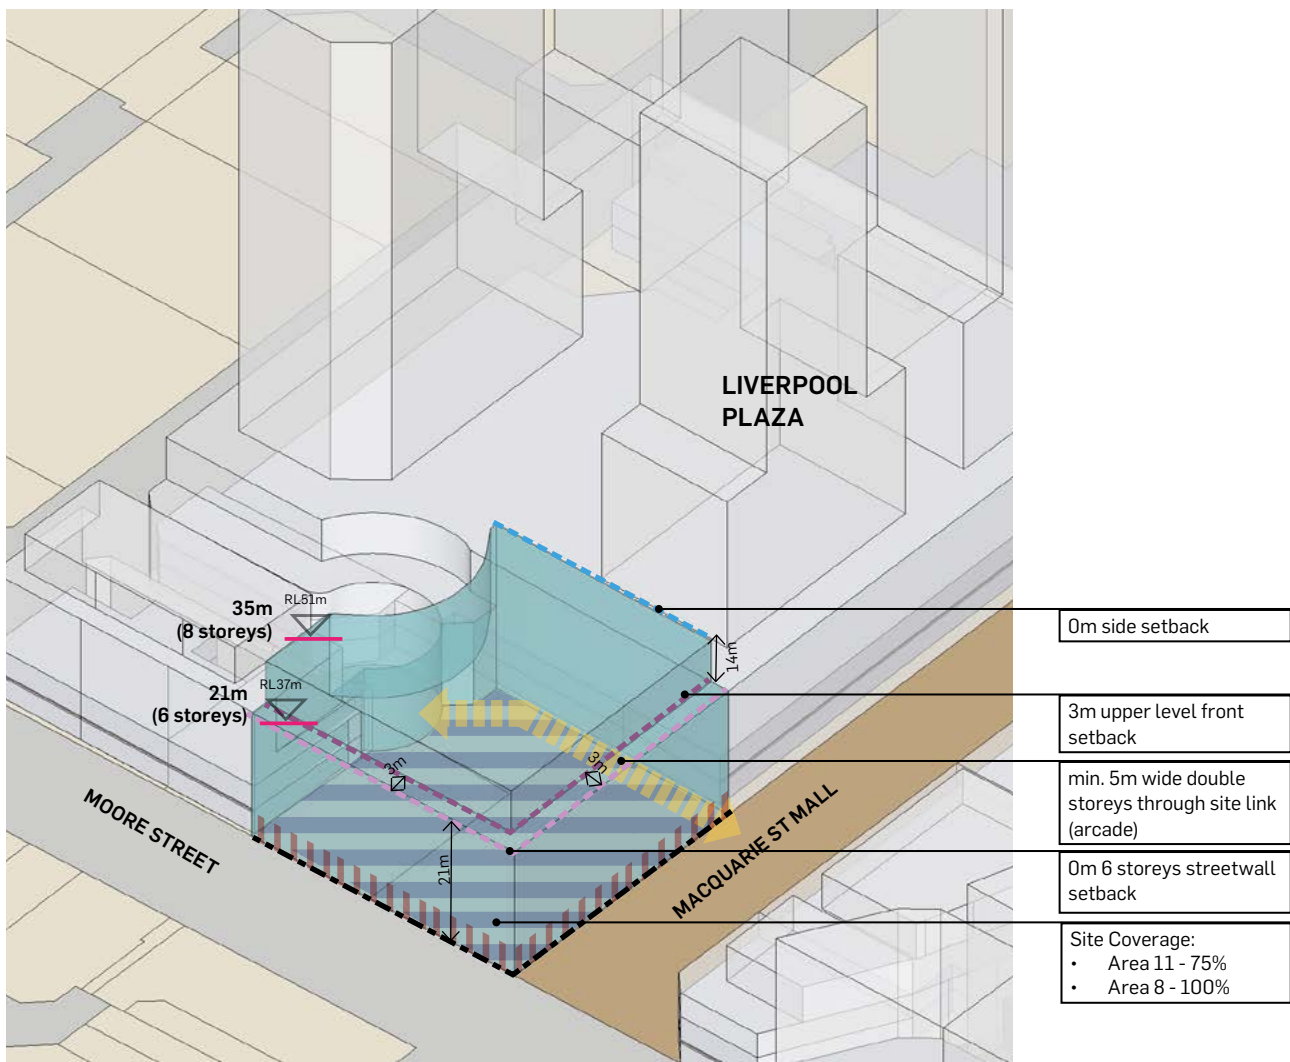 LIVERPOOL
PLAZA
35m
(8 storeys)
RL51m
21m
(6 storeys)
RL37m
14m
3m
3m
21m
MOORE STREET
MACQUARIE ST MALL
0m side setback
3m upper level front
setback
min. 5m wide double
storeys through site link
(arcade)
0m 6 storeys streetwall
setback
Site Coverage:
• Area 11 - 75%
• Area 8 - 100%